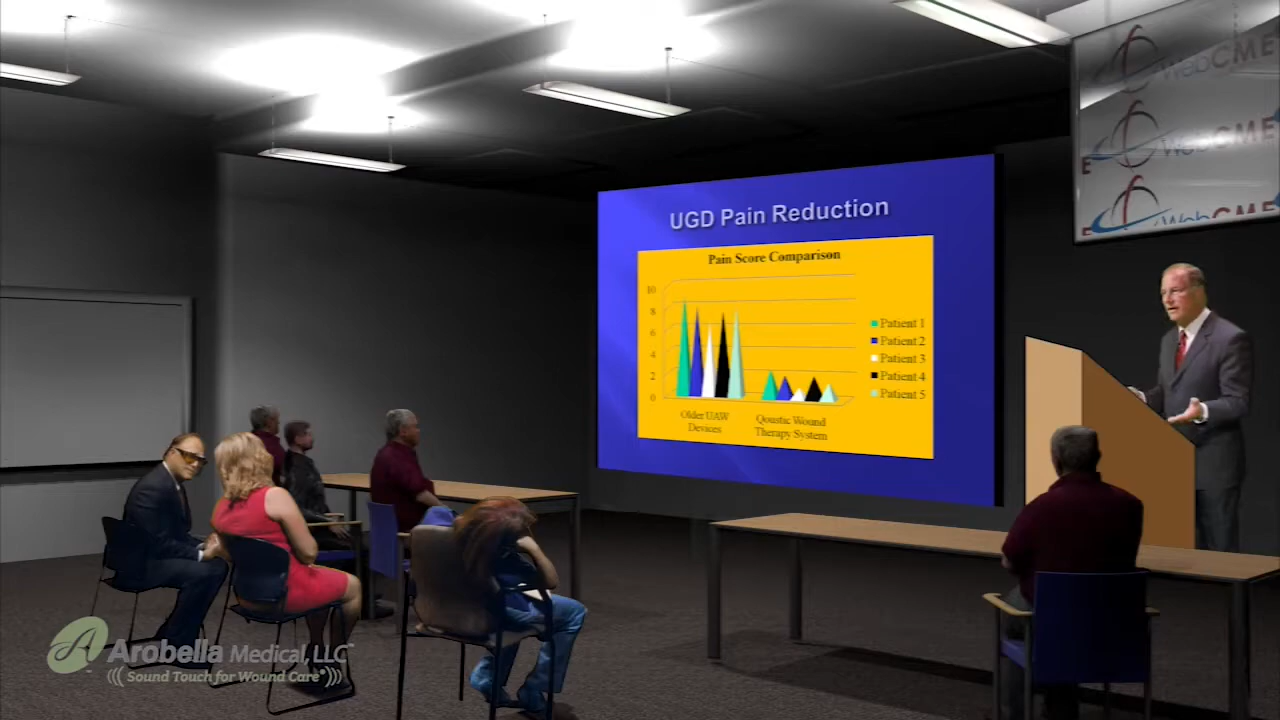 WebCME
WebCME
E
WebCME
E
UGD Pain Reduction
Pain Score Comparison
10
8
6
4
2
0
Older UAW
Devices
Qoustic Wound
Therapy System
Patient 1
Patient 2
Patient 3
Patient 4
Patient 5
Arobella Medical, LLC
Sound Touch for Wound Care®